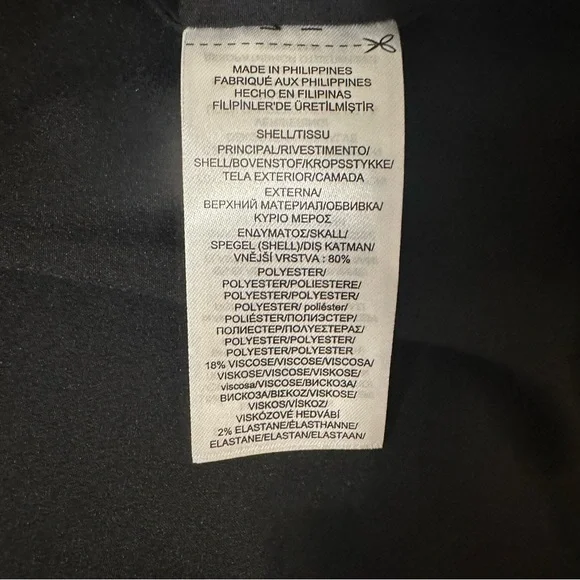 MADE IN PHILIPPINES
FABRIQUÉ AUX PHILIPPINES
HECHO EN FILIPINAS
FİLİPİNLER'DE ÜRETİLMİŞTİR
SHELL/TISSU
PRINCIPAL/RIVESTIMENTO/
SHELL/BOVENSTOF/KROPSSTYKKE/
TELA EXTERIOR/CAMADA
EXTERNA/
ВЕРХНИЙ МАТЕРИАЛ/ОБВИВКА/
ΚΥΡΙΟ ΜΕΡΟΣ
ΕΝΔΥΜΑΤΟΣ/SKALL/
SPEGEL (SHELL)/DIŞ KATMAN/
VNĚJŠÍ VRSTVA : 80%
POLYESTER/
POLYESTER/POLIESTERE/
POLYESTER/POLYESTER/
POLYESTER/ poliéster/
POLIÉSTER/ПОЛИЭСТЕР/
ПОЛИЕСТЕР/ΠΟΛΥΕΣΤΕΡΑΣ/
POLYESTER/POLYESTER/
POLYESTER/POLYESTER
18% VISCOSE/VISCOSE/VISCOSA/
VISKOSE/VISCOSE/VISKOSE/
viscosa/VISCOSE/ВИСКОЗА/
ВИСКОЗА/ΒΙΣΚΟΖ/VISKOSE/
VISKOS/VİSKOZ/
VISKÓZOVÉ HEDVÁBÍ
2% ELASTANE/ÉLASTHANNE/
ELASTANE/ELASTAN/ELASTAAN/